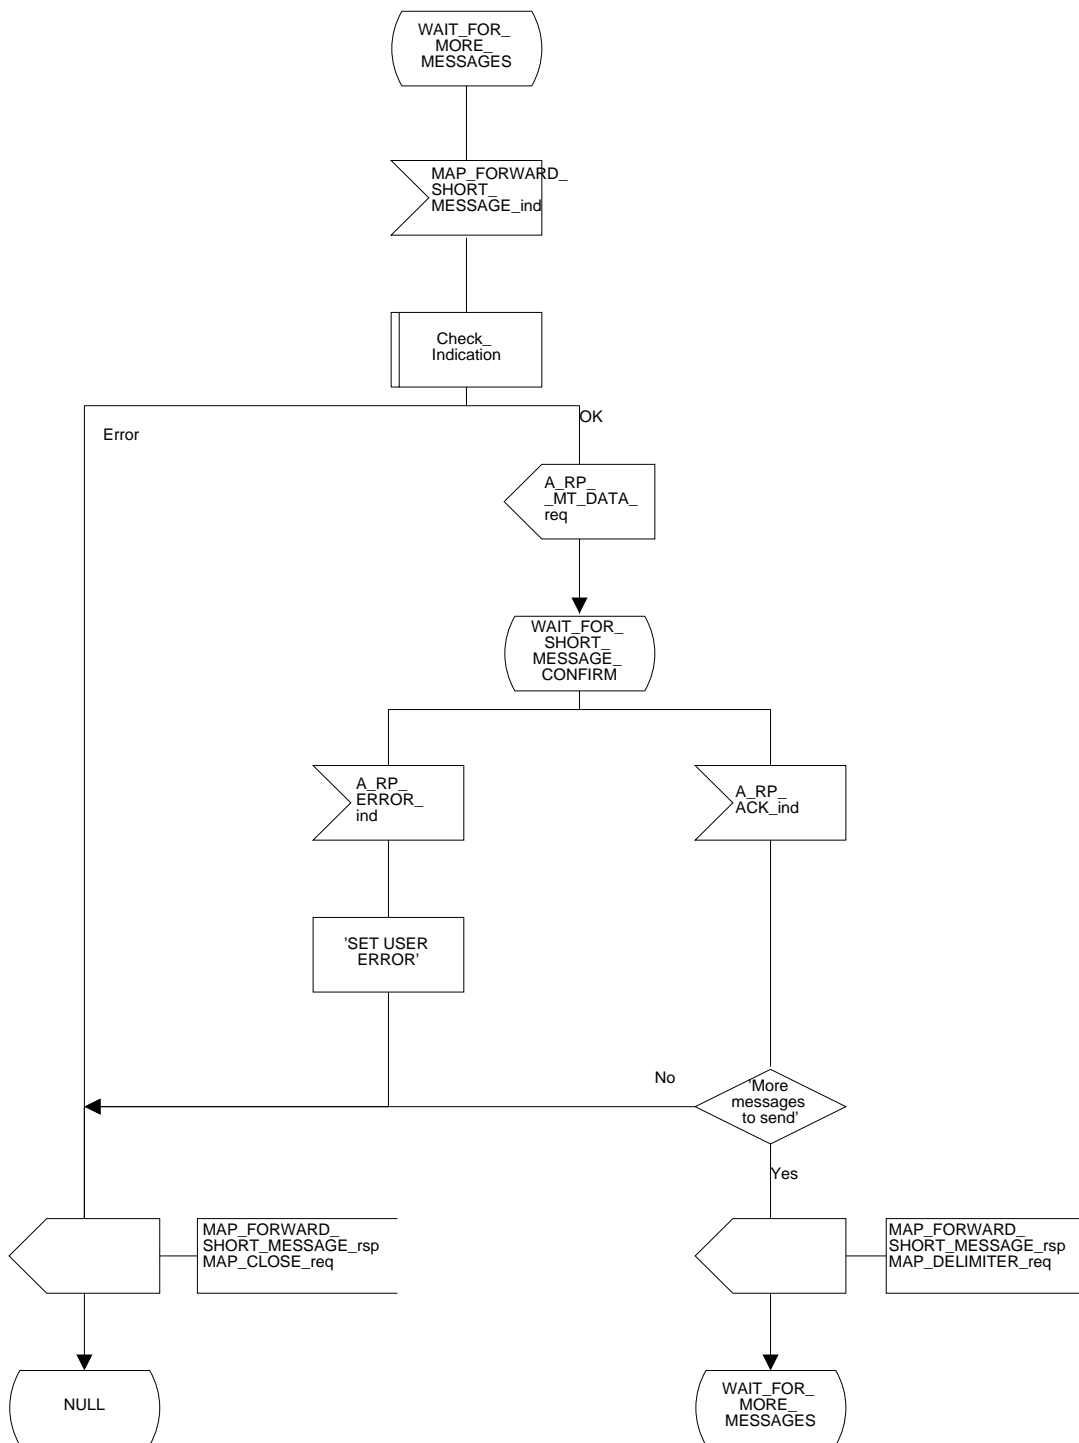 WAIT_FOR_
MORE_
MESSAGES
MAP_FORWARD_
SHORT_
MESSAGE_ind
Check_
Indication
OK
Error
A_RP_
_MT_DATA_
req
WAIT_FOR_
SHORT_
MESSAGE_
CONFIRM
A_RP_
ERROR_
ind
A_RP_
ACK_ind
'SET USER
ERROR'
No
'More
messages
to send'
Yes
MAP_FORWARD_
SHORT_MESSAGE_rsp
MAP_CLOSE_req
MAP_FORWARD_
SHORT_MESSAGE_rsp
MAP_DELIMITER_req
NULL
WAIT_FOR_
MORE_
MESSAGES